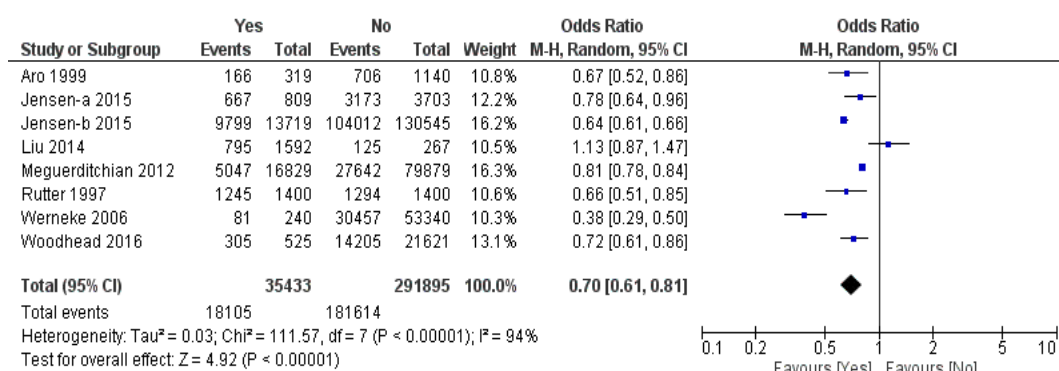 Yes No Odds Ratio Odds Ratio
Study or Subgroup Events Total Events Total Weight M-H, Random, 95% CI M-H, Random, 95% CI
Aro 1999 166 319 706 1140 10.8% 0.67 [0.52, 0.86]
Jensen-a 2015 667 809 3173 3703 12.2% 0.78 [0.64, 0.96]
Jensen-b 2015 9799 13719 104012 130545 16.2% 0.64 [0.61, 0.66]
Liu 2014 795 1592 125 267 10.5% 1.13 [0.87, 1.47]
Meguerditchian 2012 5047 16829 27642 79879 16.3% 0.81 [0.78, 0.84]
Rutter 1997 1245 1400 1294 1400 10.6% 0.66 [0.51, 0.85]
Werneke 2006 81 240 30457 53340 10.3% 0.38 [0.29, 0.50]
Woodhead 2016 305 525 14205 21621 13.1% 0.72 [0.61, 0.86]
Total (95% CI) 35433 291895 100.0% 0.70 [0.61, 0.81]
Total events 18105 181614
Heterogeneity: Tau² = 0.03; Chi² = 111.57, df = 7 (P < 0.00001); I² = 94%
Test for overall effect: Z = 4.92 (P < 0.00001)
0.1 0.2 0.5 1 2 5 10
Favours [Yes] Favours [No]